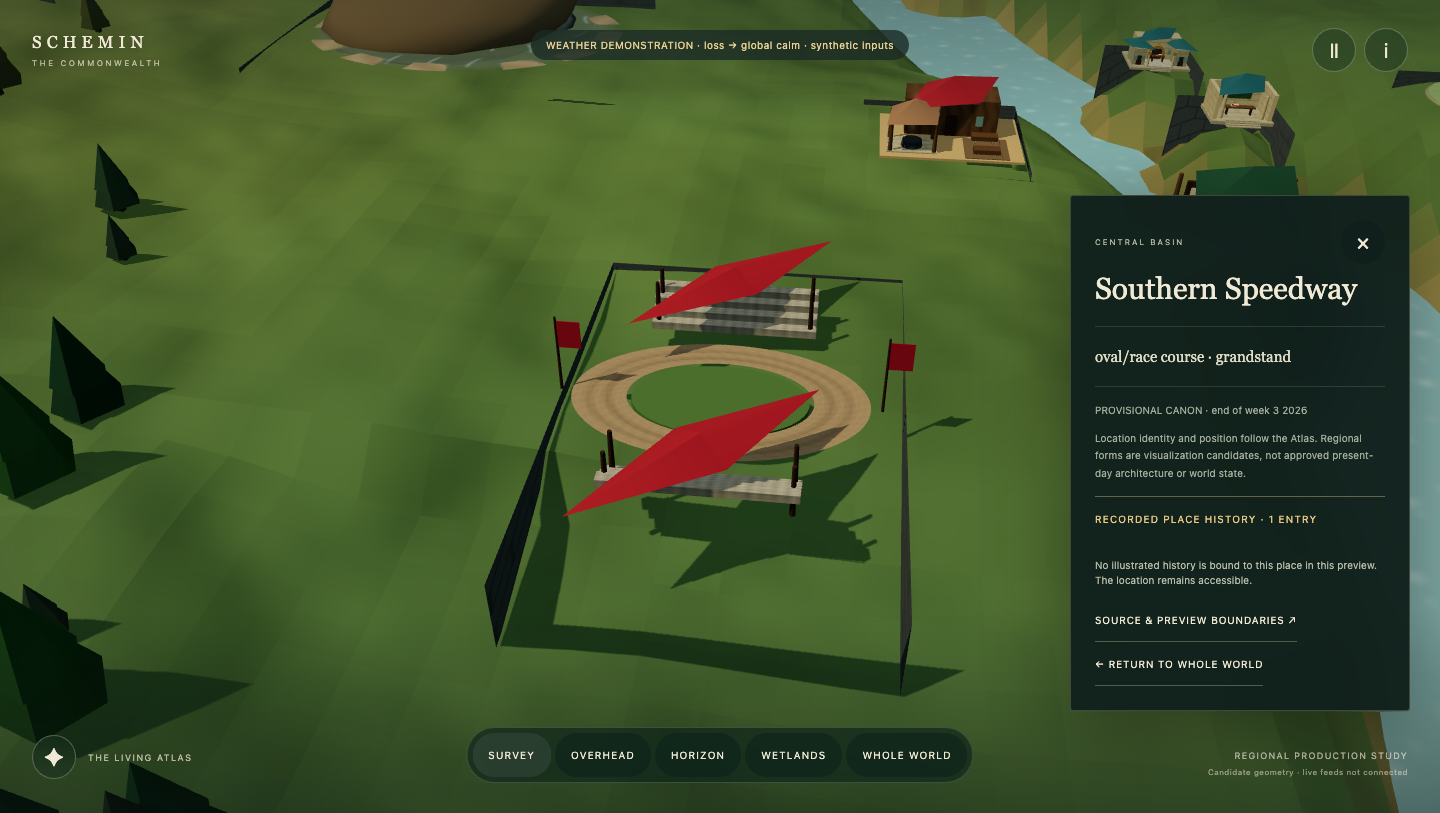 SCHEMIN
THE COMMONWEALTH
WEATHER DEMONSTRATION · loss → global calm · synthetic inputs
i
CENTRAL BASIN
×
Southern Speedway
oval/race course · grandstand
PROVISIONAL CANON · end of week 3 2026
Location identity and position follow the Atlas. Regional
forms are visualization candidates, not approved present-
day architecture or world state.
RECORDED PLACE HISTORY · 1 ENTRY
No illustrated history is bound to this place in this preview.
The location remains accessible.
SOURCE & PREVIEW BOUNDARIES ↗
← RETURN TO WHOLE WORLD
THE LIVING ATLAS
SURVEY
OVERHEAD
HORIZON
WETLANDS
WHOLE WORLD
REGIONAL PRODUCTION STUDY
Candidate geometry · live feeds not connected